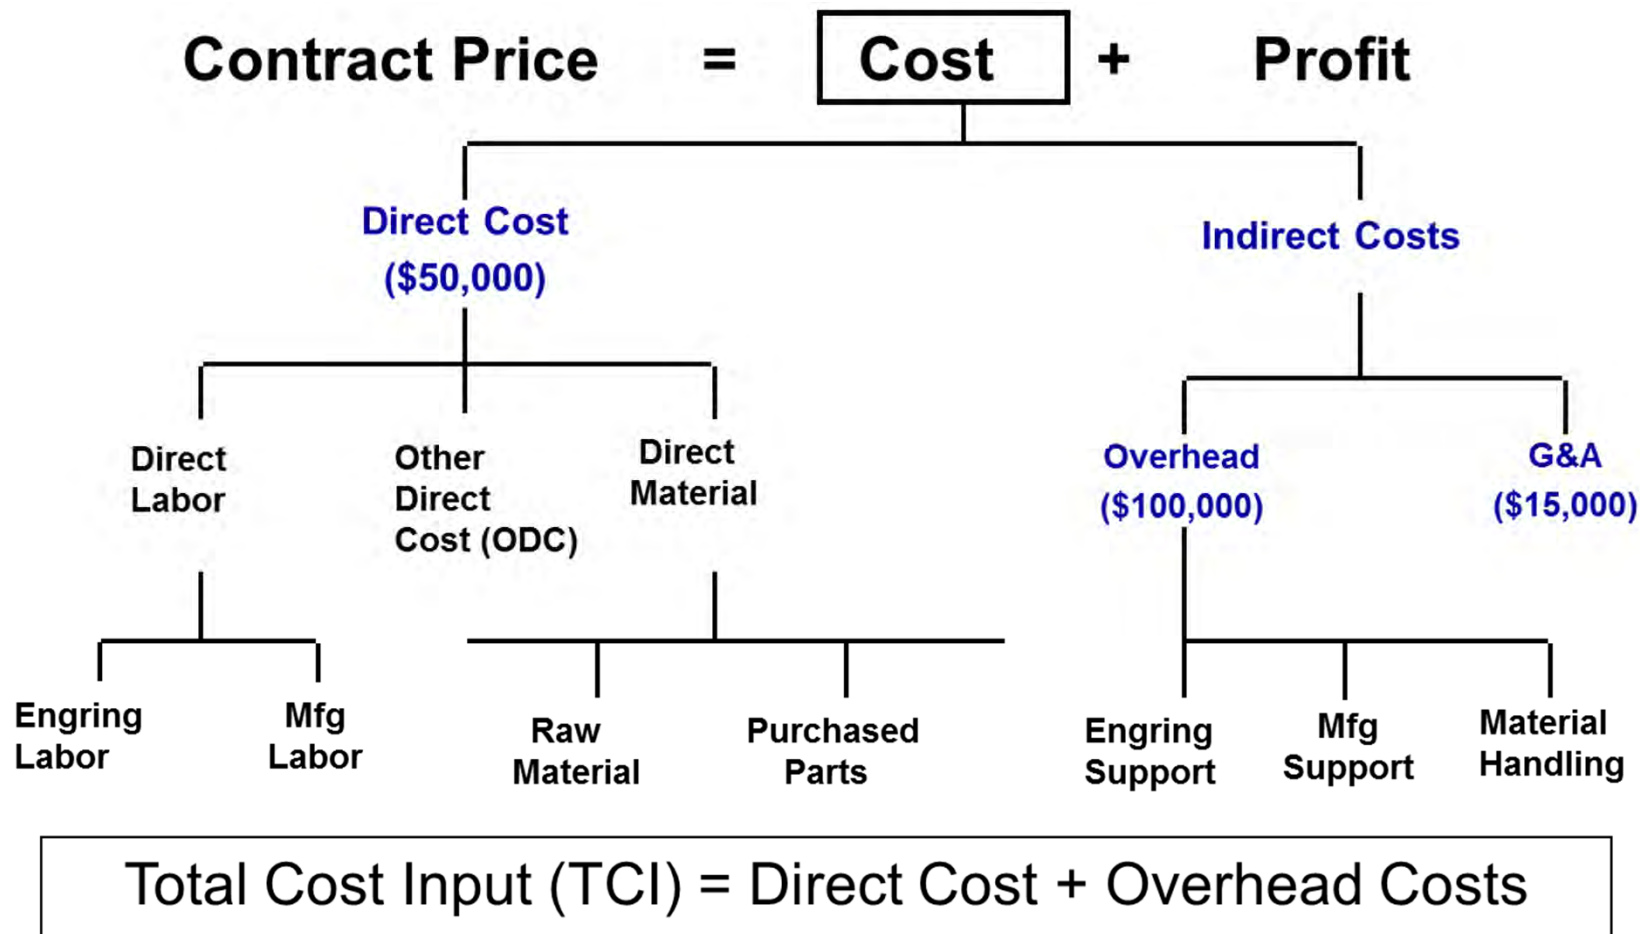 Contract Price = Cost + Profit
Direct Cost
($50,000)
Indirect Costs
Direct
Labor
Other
Direct
Cost (ODC)
Direct
Material
Overhead
($100,000)
G&A
($15,000)
Engring
Labor
Mfg
Labor
Raw
Material
Purchased
Parts
Engring
Support
Mfg
Support
Material
Handling
Total Cost Input (TCI) = Direct Cost + Overhead Costs